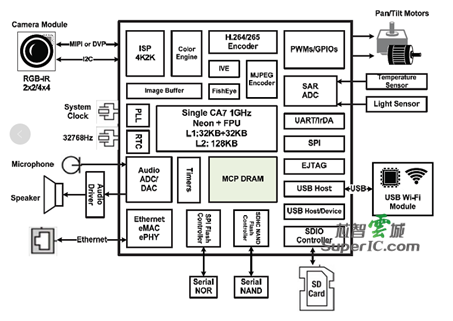 Camera Module
RGB-IR
2x2/4x4
MIPI or DVP
I2C
ISP
4K2K
Color
Engine
H.264/265
Encoder
IVE
MJPEG
Encoder
Image Buffer
FishEye
PWMs/GPIOs
Pan/Tilt Motors
SAR
ADC
Temperature
Sensor
Light Sensor
System
Clock
32768Hz
PLL
RTC
Single CA7 1GHz
Neon + FPU
L1;32KB+32KB
L2: 128KB
UART/IrDA
SPI
EJTAG
Microphone
Speaker
Audio
Driver
Audio
ADC/
DAC
Timers
MCP DRAM
USB Host
USB
USB Wi-Fi
Module
USB Host/Device
Ethernet
Ethernet
eMAC
ePHY
SPI Flash
Controller
SDHC NAND
Flash
Controller
SDIO
Controller
芯智雲城
SuperIC.com
Serial
NOR
Serial
NAND
SD
Card